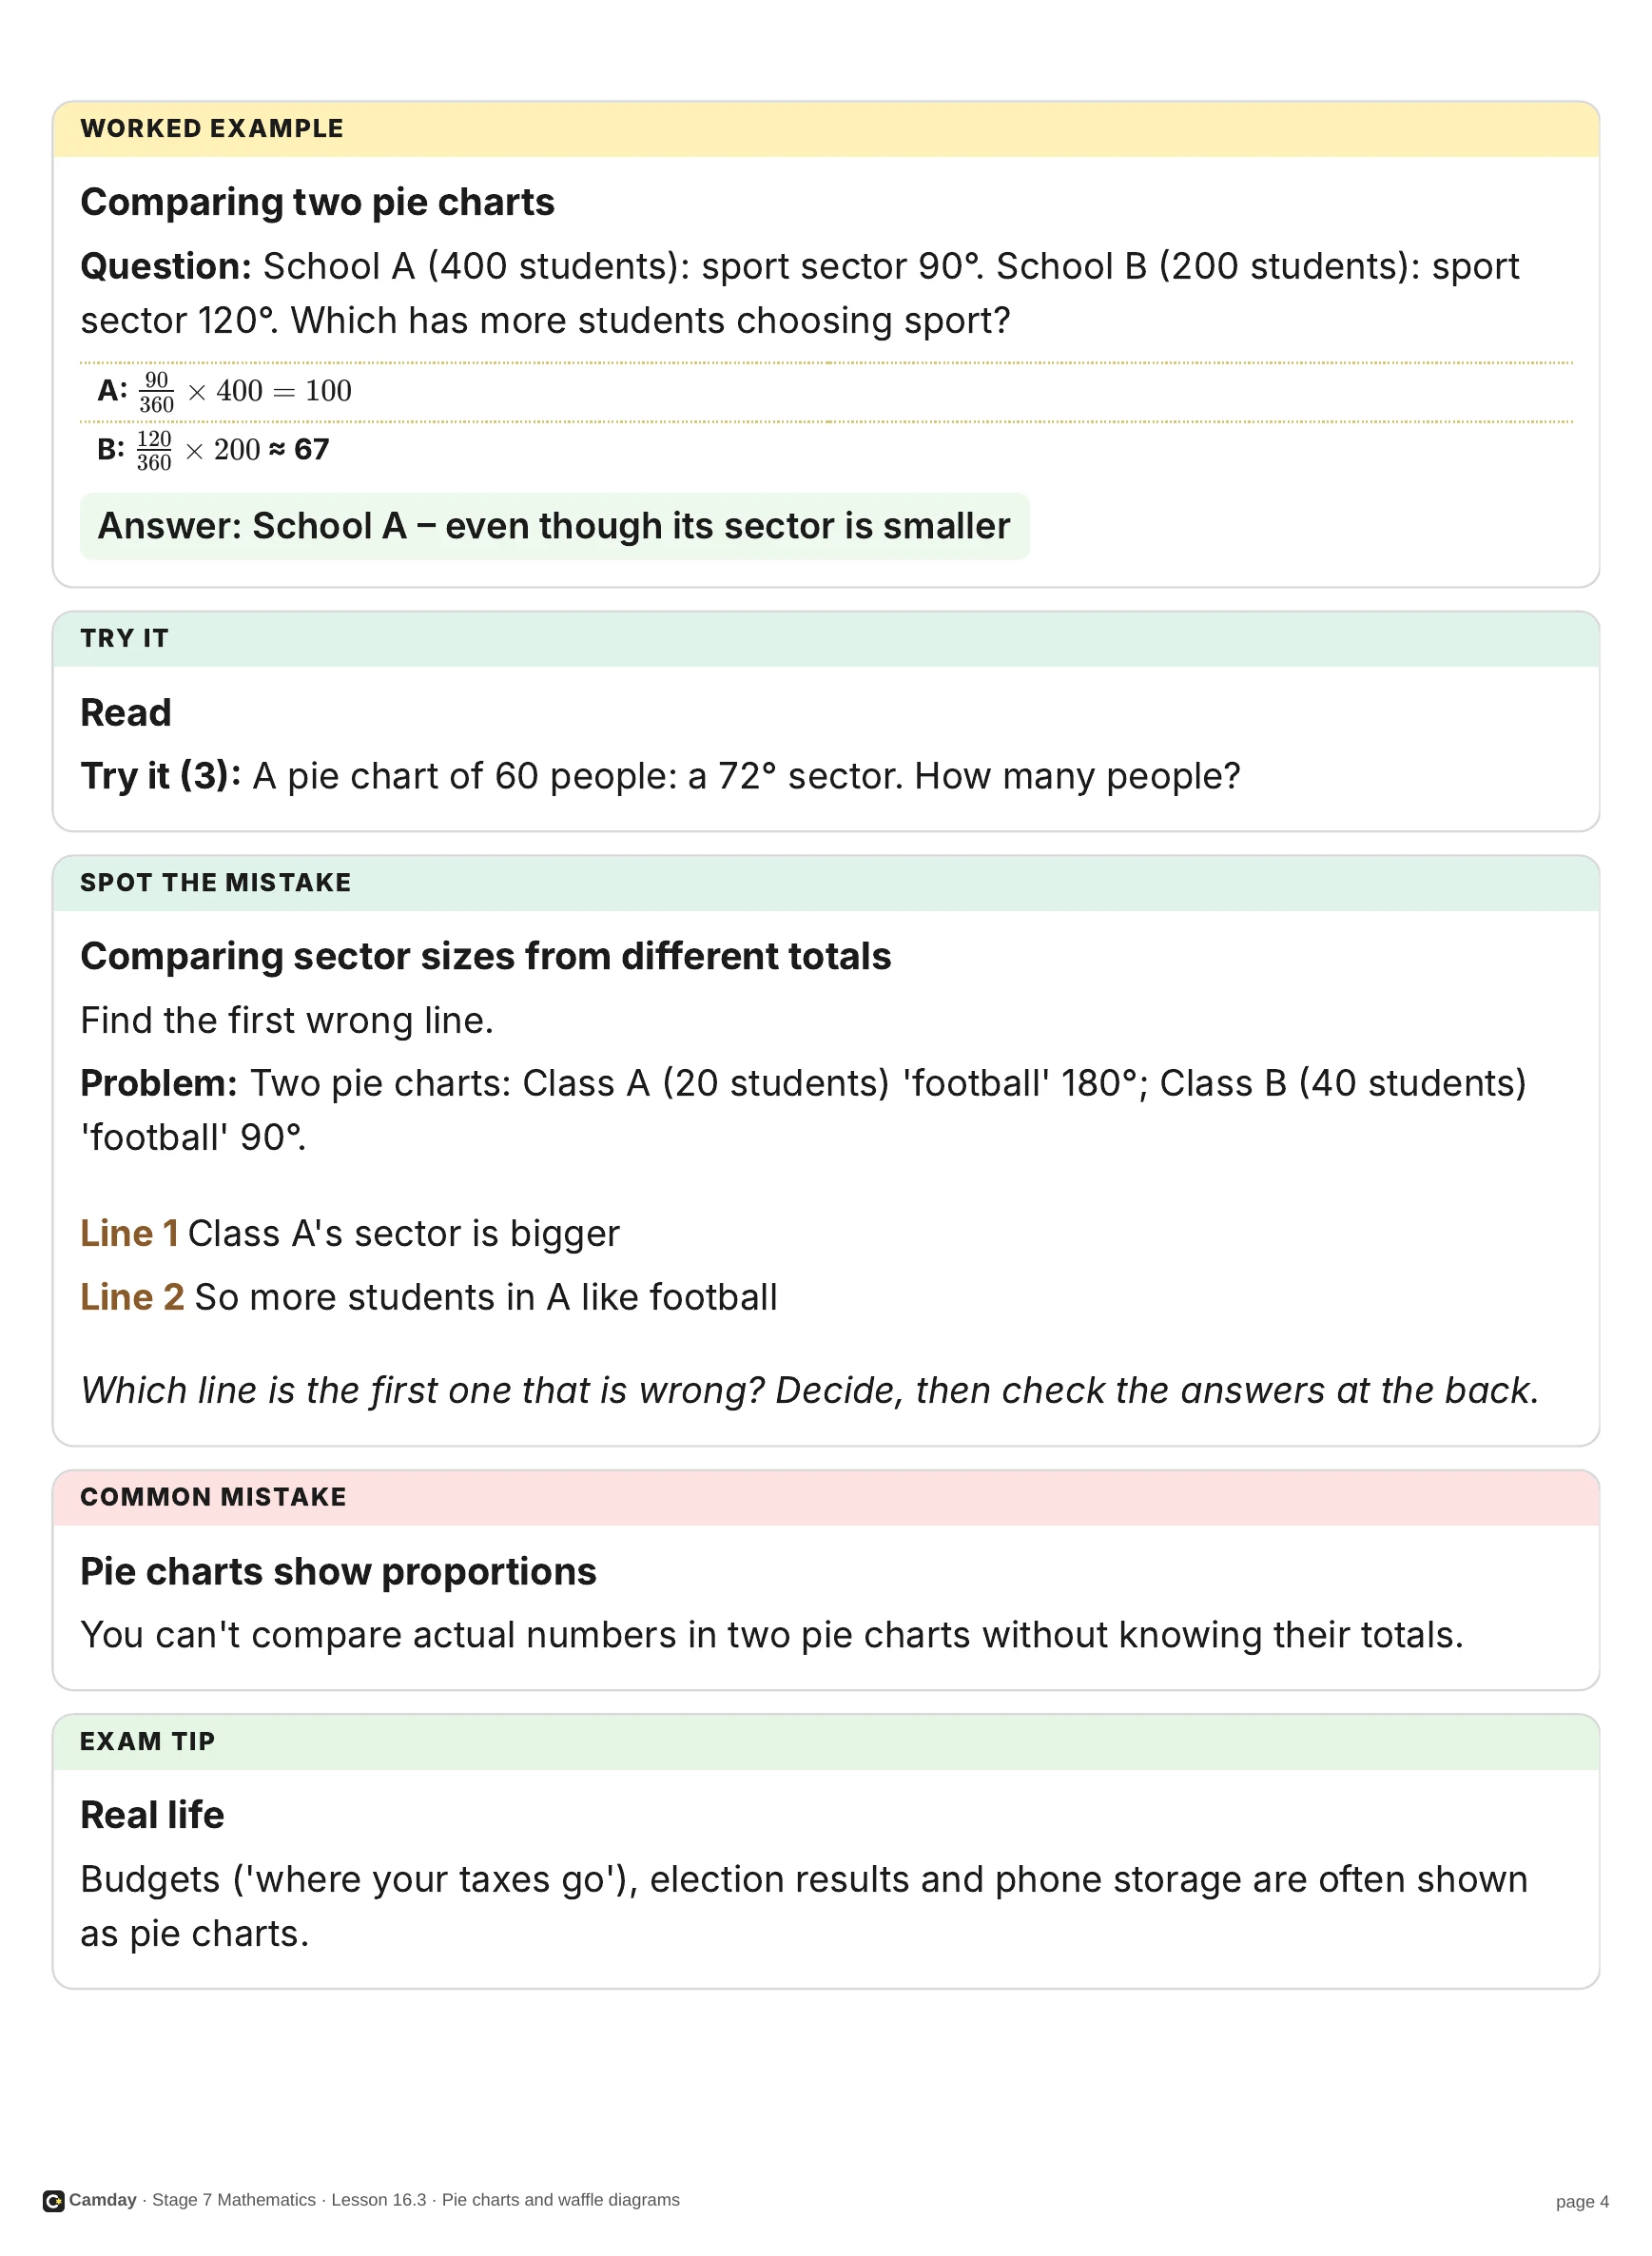 WORKED EXAMPLE
Comparing two pie charts
Question: School A (400 students): sport sector 90°. School B (200 students): sport
sector 120°. Which has more students choosing sport?
A: 90/360 × 400 = 100
B: 120/360 × 200 ≈ 67
Answer: School A – even though its sector is smaller
TRY IT
Read
Try it (3): A pie chart of 60 people: a 72° sector. How many people?
SPOT THE MISTAKE
Comparing sector sizes from different totals
Find the first wrong line.
Problem: Two pie charts: Class A (20 students) 'football' 180°; Class B (40 students)
'football' 90°.
Line 1 Class A's sector is bigger
Line 2 So more students in A like football
Which line is the first one that is wrong? Decide, then check the answers at the back.
COMMON MISTAKE
Pie charts show proportions
You can't compare actual numbers in two pie charts without knowing their totals.
EXAM TIP
Real life
Budgets ('where your taxes go'), election results and phone storage are often shown
as pie charts.
Camday · Stage 7 Mathematics · Lesson 16.3 · Pie charts and waffle diagrams
page 4